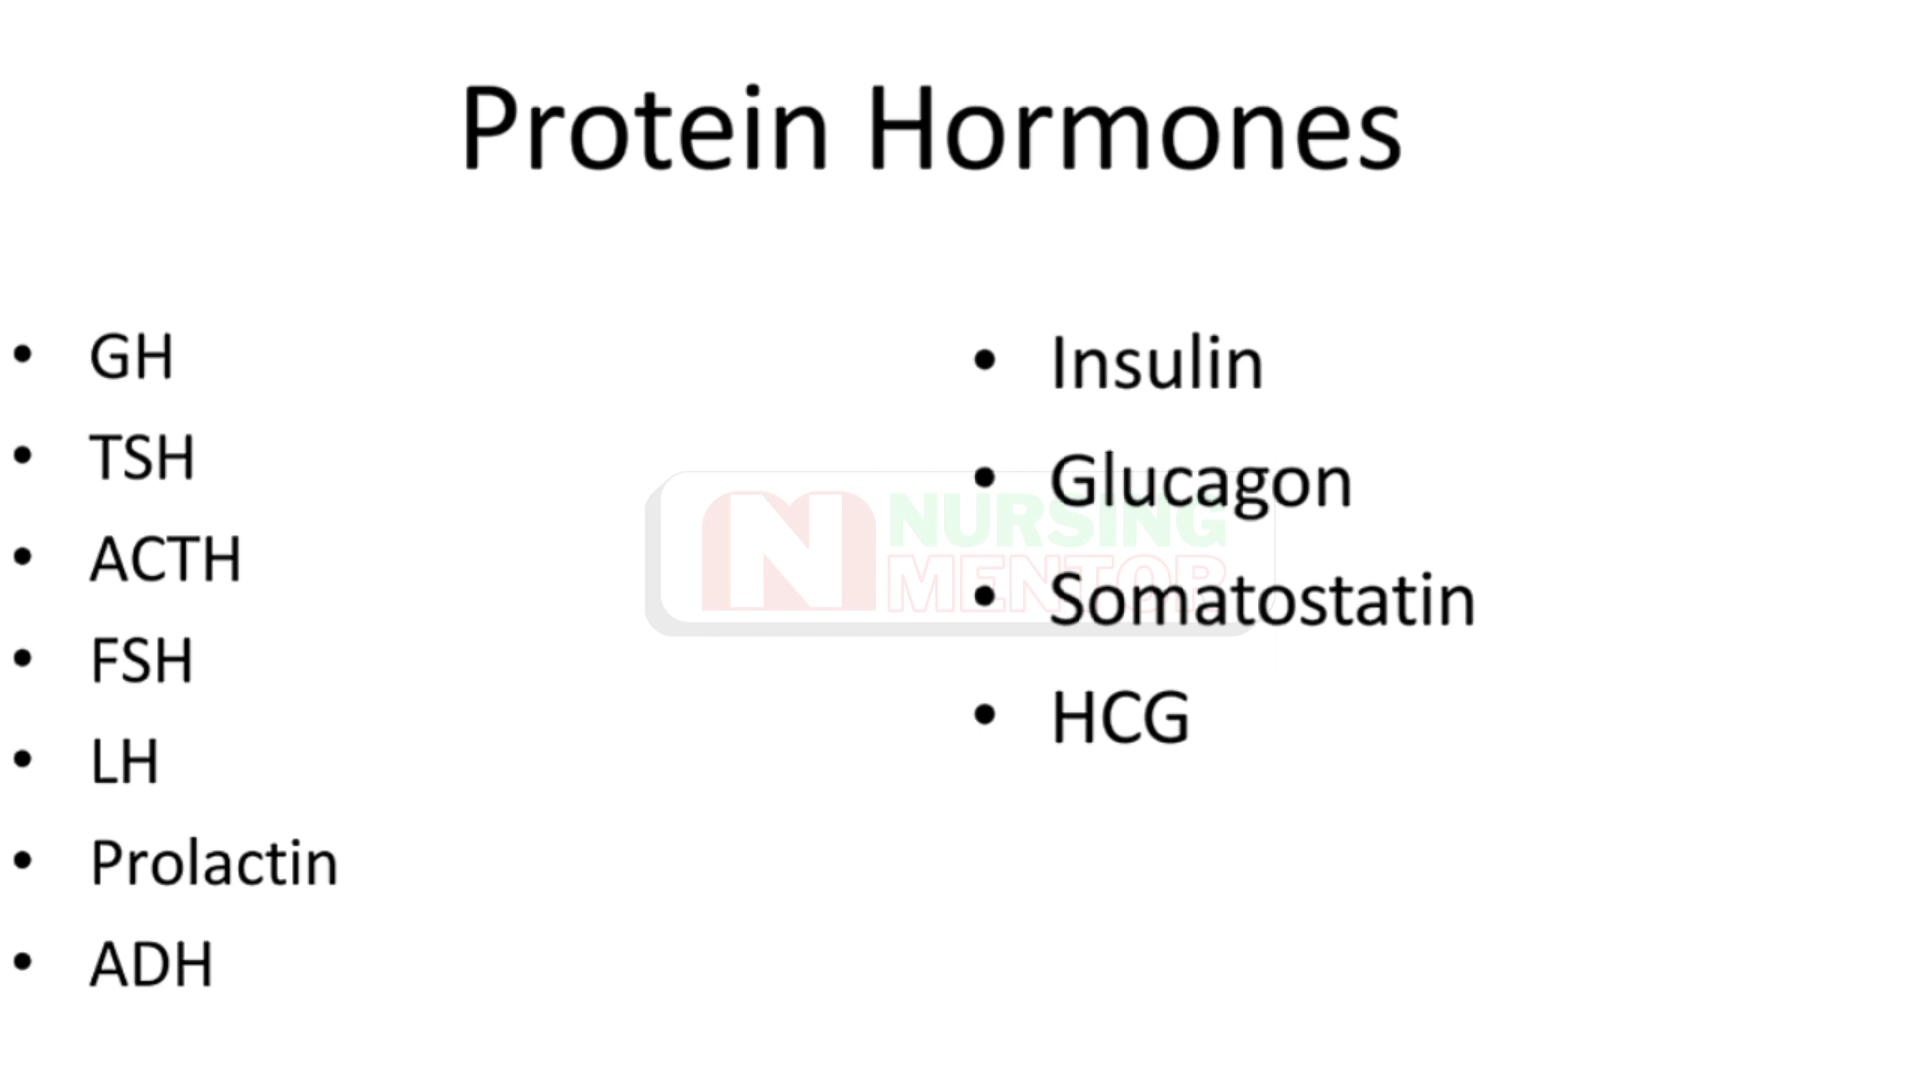 Protein Hormones
• GH
• TSH
• ACTH
• FSH
• LH
• Prolactin
• ADH
• Insulin
• Glucagon
• Somatostatin
• HCG
N NURSING
MENTOR